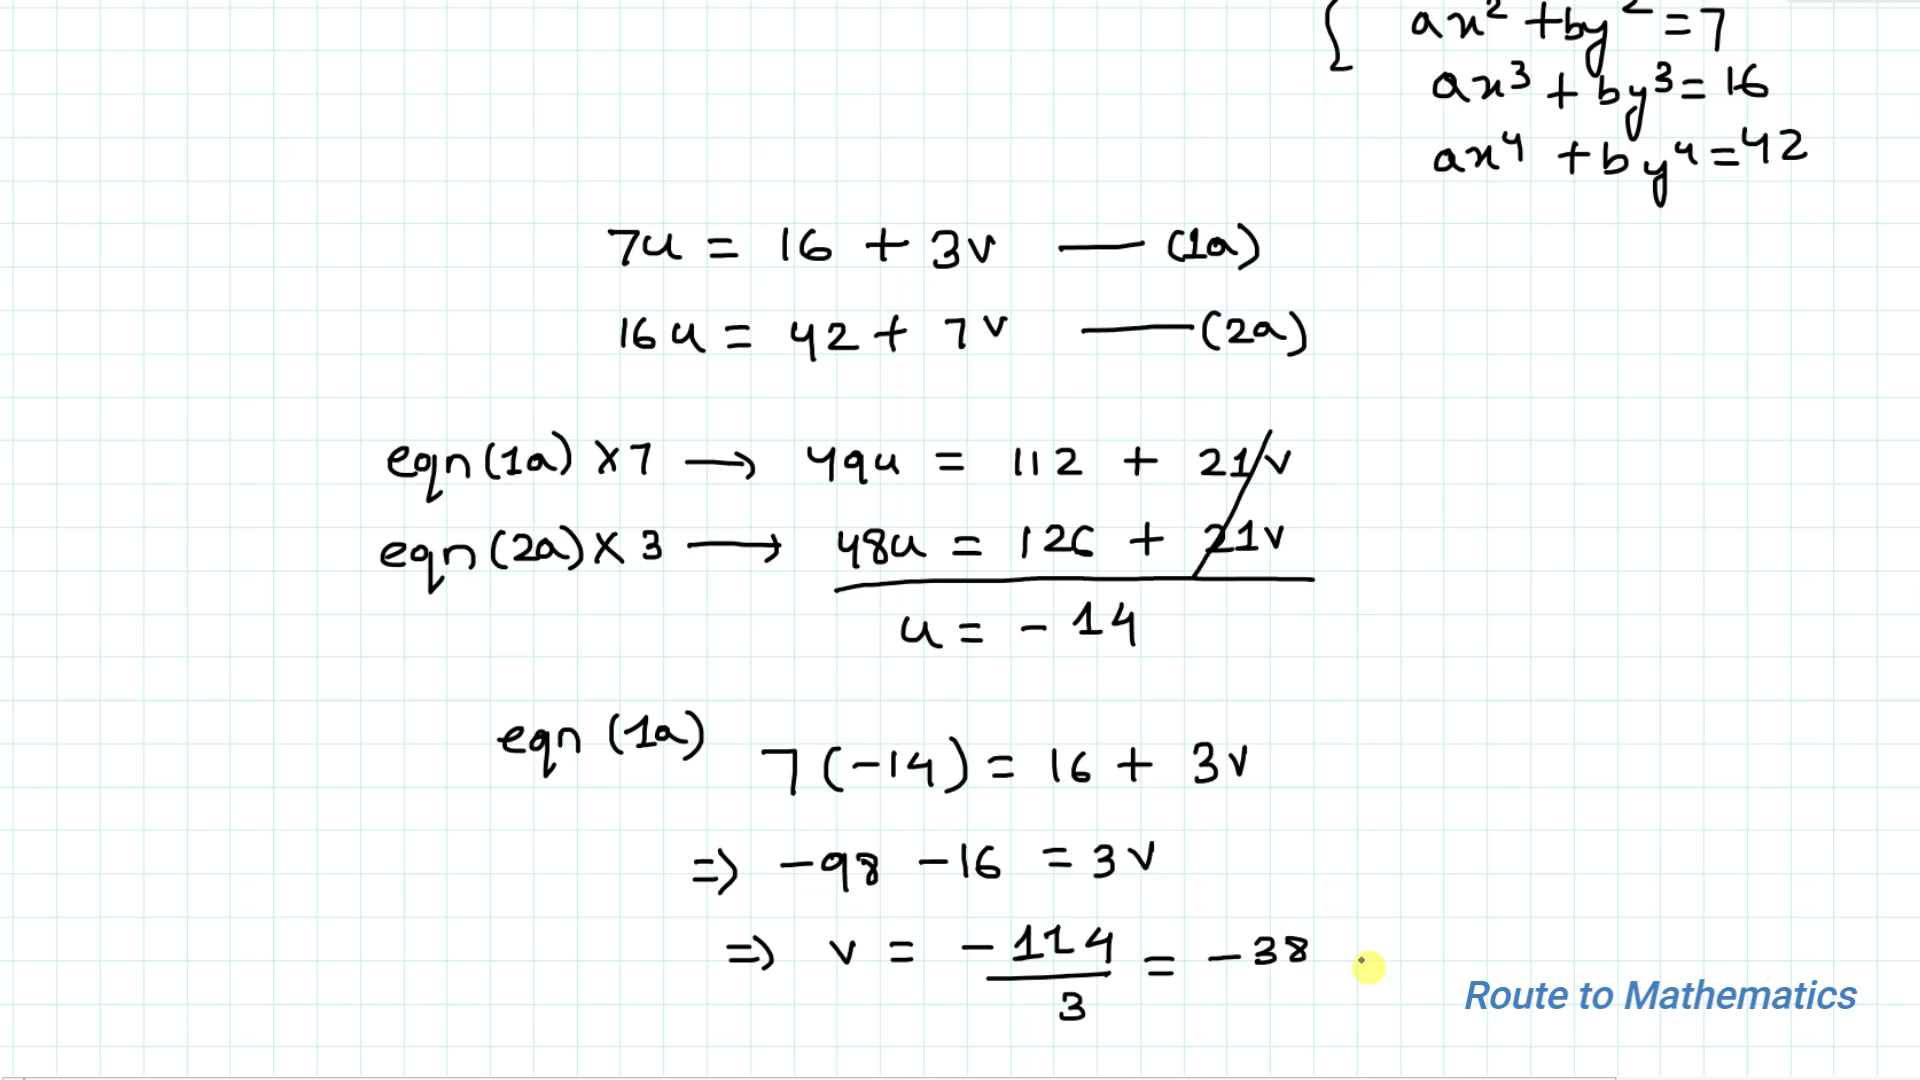 ax² + by² = 7
ax³ + by³ = 16
ax⁴ + by⁴ = 42
7u = 16 + 3v — (1a)
16u = 42 + 7v — (2a)
eqn (1a) × 7 → 49u = 112 + 21v
eqn (2a) × 3 → 48u = 126 + 21v
u = - 14
eqn (1a) 7(-14) = 16 + 3v
=> -98 - 16 = 3v
=> v = -114/3 = -38
Route to Mathematics